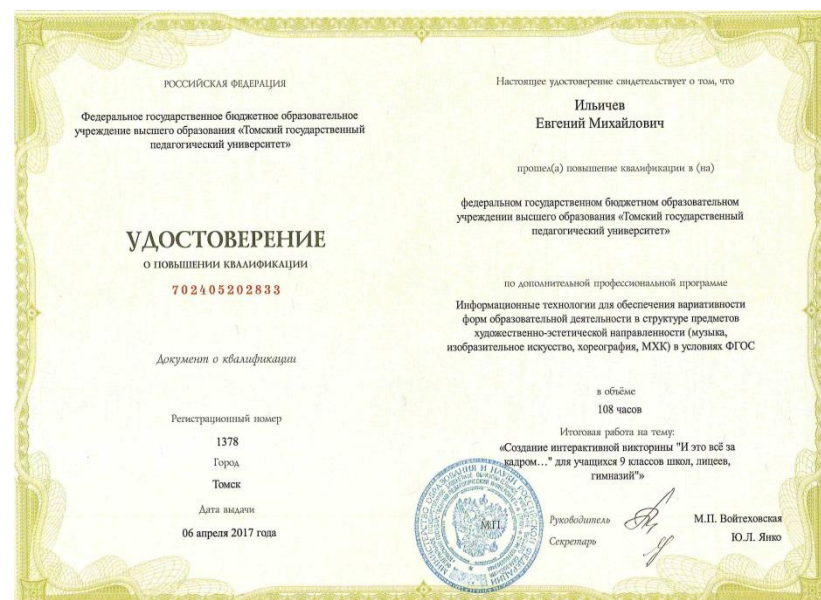 РОССИЙСКАЯ ФЕДЕРАЦИЯ
Федеральное государственное бюджетное образовательное
учреждение высшего образования «Томский государственный
педагогический университет»
УДОСТОВЕРЕНИЕ
О ПОВЫШЕНИИ КВАЛИФИКАЦИИ
702405202833
Документ о квалификации
Регистрационный номер
1378
Город
Томск
Дата выдачи
06 апреля 2017 года
Настоящее удостоверение свидетельствует о том, что
Ильичев
Евгений Михайлович
прошел(а) повышение квалификации в (на)
федеральном государственном бюджетном образовательном
учреждении высшего образования «Томский государственный
педагогический университет»
по дополнительной профессиональной программе
Информационные технологии для обеспечения вариативности
форм образовательной деятельности в структуре предметов
художественно-эстетической направленности (музыка,
изобразительное искусство, хореография, МХК) в условиях ФГОС
в объёме
108 часов
Итоговая работа на тему:
«Создание интерактивной викторины "И это всё за
кадром…" для учащихся 9 классов школ, лицеев,
гимназий"»
М.П.
Руководитель М.П. Войтеховская
Секретарь Ю.Л. Янко